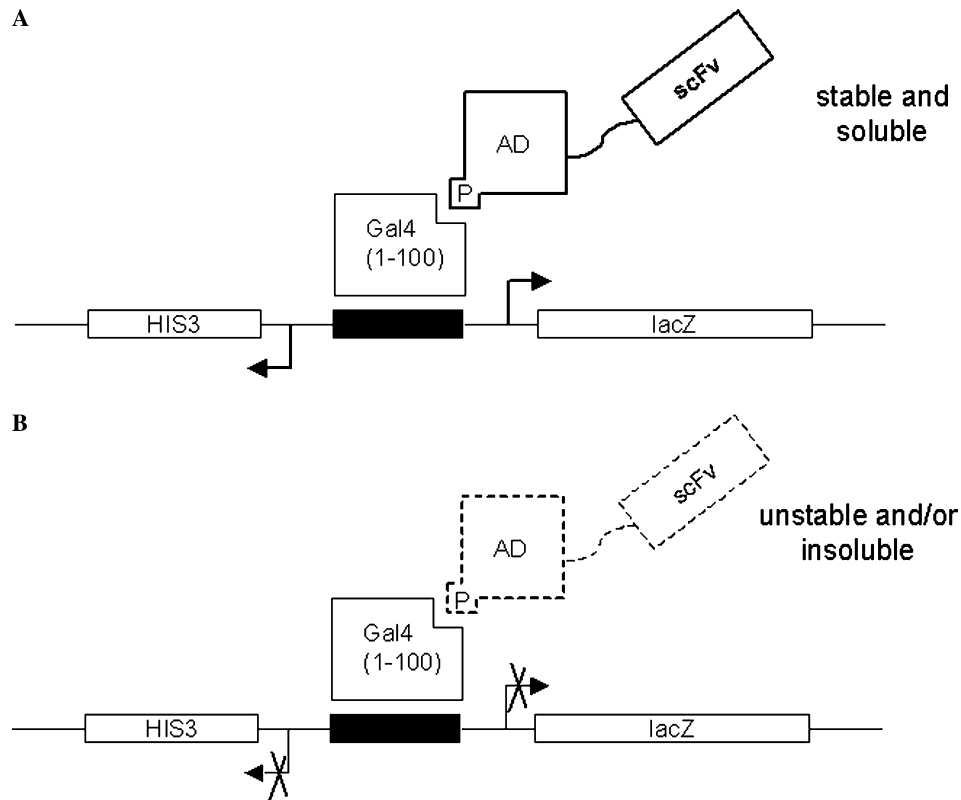 A
scFv
stable and
soluble
AD
P
Gal4
(1-100)
HIS3
lacZ
B
scFv
unstable and/or
insoluble
AD
P
Gal4
(1-100)
HIS3
lacZ